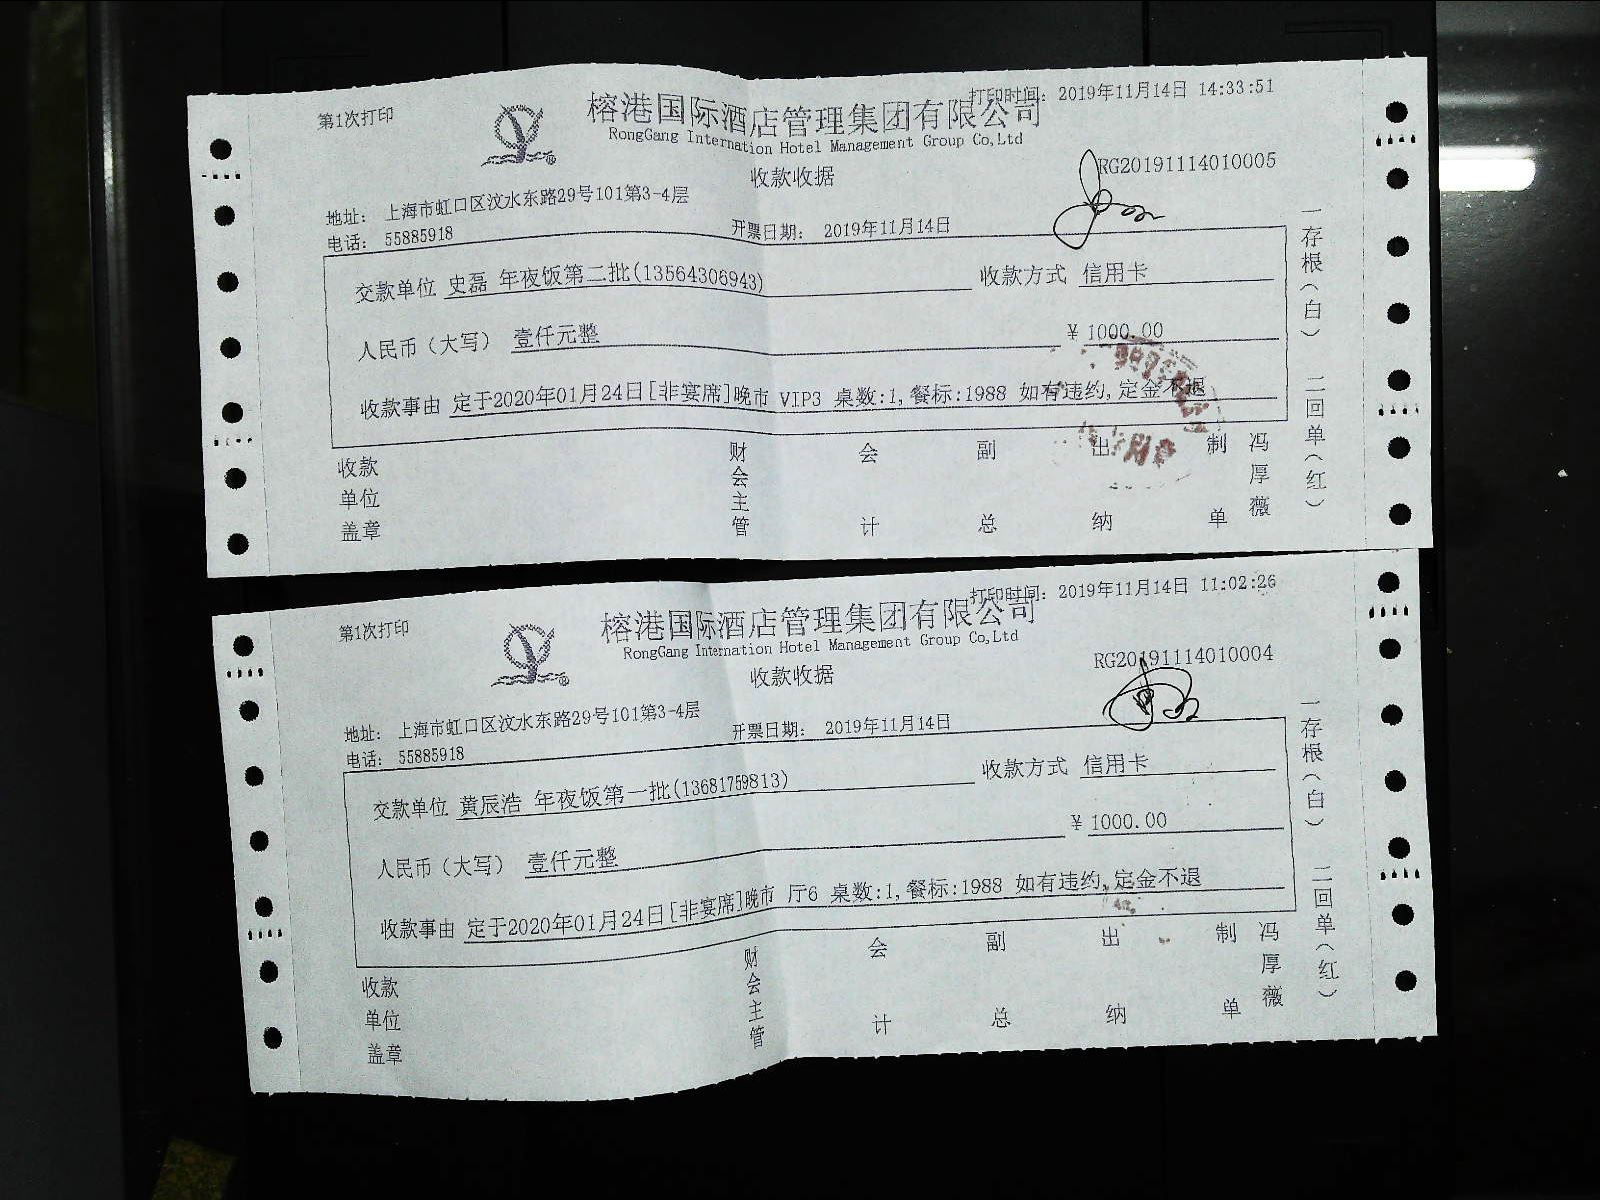 第1次打印
打印时间: 2019年11月14日 14:33:51
榕港国际酒店管理集团有限公司
RongGang Internation Hotel Management Group Co,Ltd
收款收据
RG20191114010005
地址: 上海市虹口区汶水东路29号101第3-4层
电话: 55885918
开票日期: 2019年11月14日
交款单位 史磊 年夜饭第二批(13564306943) 收款方式 信用卡
人民币（大写） 壹仟元整 ¥ 1000.00
收款事由 定于2020年01月24日[非宴席]晚市 VIP3 桌数:1,餐标:1988 如有违约,定金不退
收款单位盖章 财会主管 会计 副总 出纳 制单 冯厚薇
一存根（白） 二回单（红）
第1次打印
打印时间: 2019年11月14日 11:02:26
榕港国际酒店管理集团有限公司
RongGang Internation Hotel Management Group Co,Ltd
收款收据
RG20191114010004
地址: 上海市虹口区汶水东路29号101第3-4层
电话: 55885918
开票日期: 2019年11月14日
交款单位 黄辰浩 年夜饭第一批(13681759813) 收款方式 信用卡
人民币（大写） 壹仟元整 ¥ 1000.00
收款事由 定于2020年01月24日[非宴席]晚市 厅6 桌数:1,餐标:1988 如有违约,定金不退
收款单位盖章 财会主管 会计 副总 出纳 制单 冯厚薇
一存根（白） 二回单（红）